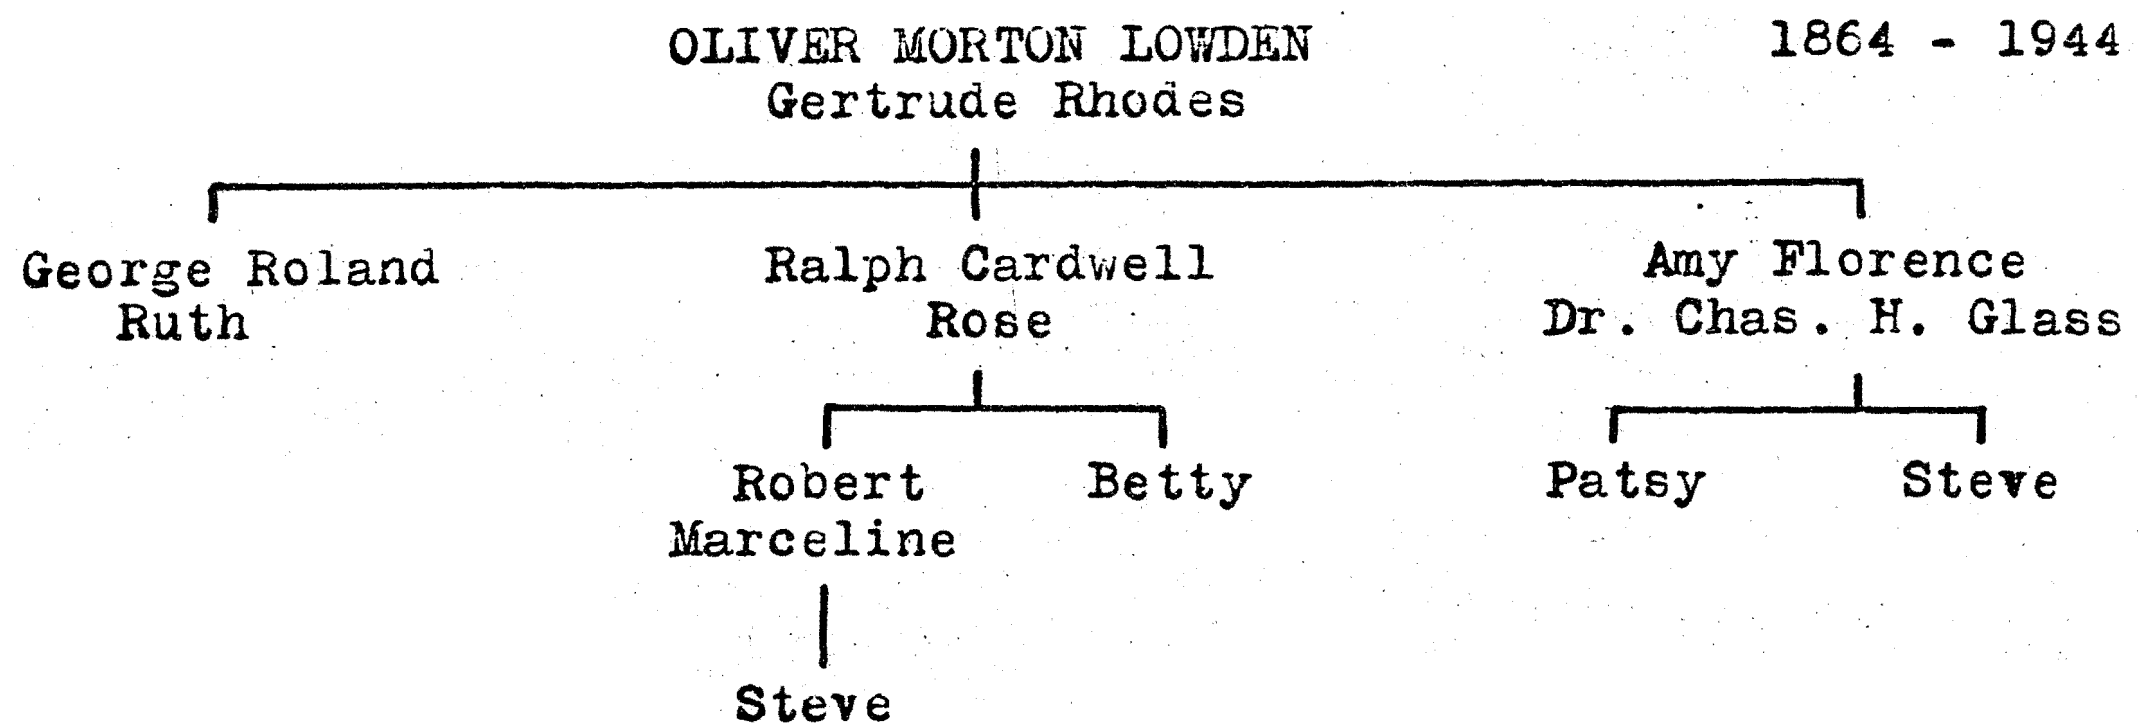 OLIVER MORTON LOWDEN 1864 - 1944
Gertrude Rhodes
George Roland Ralph Cardwell Amy Florence
Ruth Rose Dr. Chas. H. Glass
Robert Betty Patsy Steve
Marceline
Steve